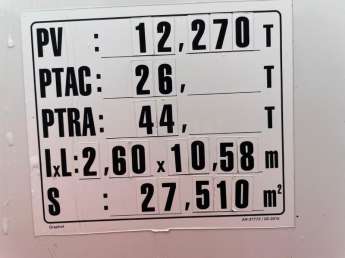 PV : 12,270 T
PTAC: 26, T
PTRA: 44, T
lxL: 2,60 x 10,58 m
S : 27,510 m²